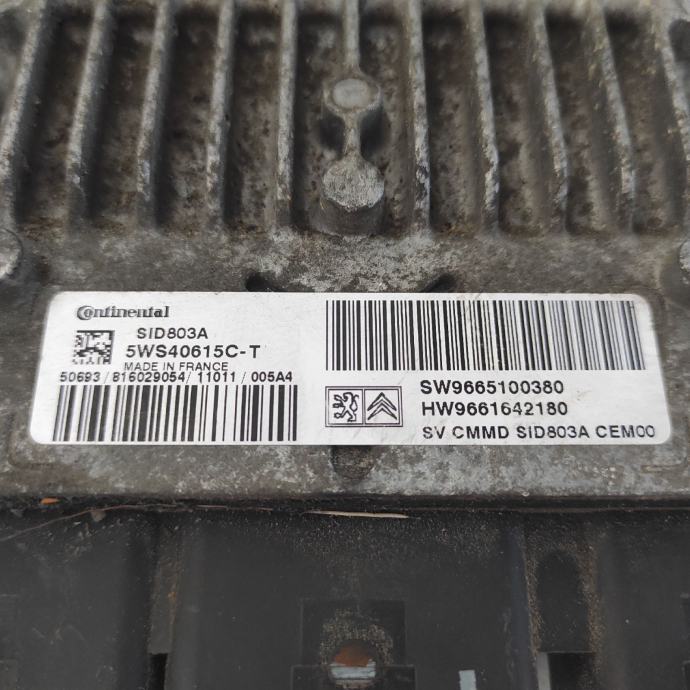 Continental
SID803A
5WS40615C-T
MADE IN FRANCE
50693/816029054/11011/005A4
SW9665100380
HW9661642180
SV CMMD SID803A CEM00